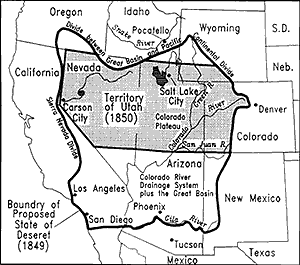 Oregon
Idaho
Wyoming
S.D.
Snake River
Pocatello
Divide between Great Basin and Pacific
Continental Divide
Neb.
California
Nevada
Salt Lake
City
Green R.
Carson
City
Territory
of Utah
(1850)
Colorado
Plateau
Colorado River
Denver
Colorado
San Juan R.
Sierra Nevada Divide
Arizona
Colorado River
Drainage System
plus the Great Basin
New Mexico
Los Angeles
Boundary of
Proposed
State of
Deseret
(1849)
San Diego
Phoenix
Gila River
Tucson
Mexico
Texas